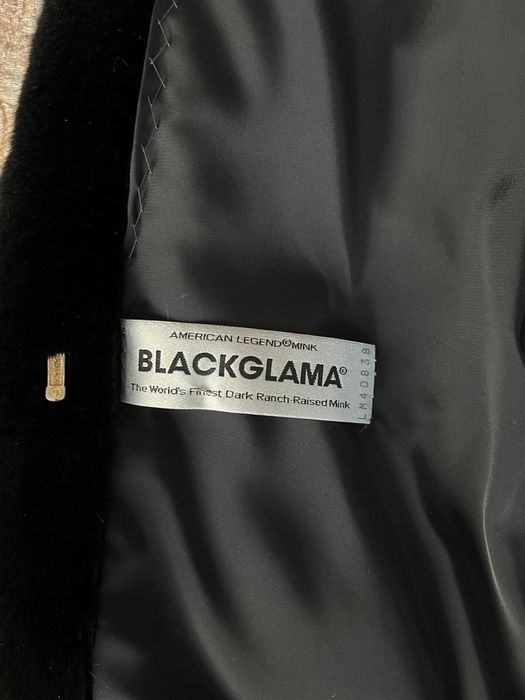 AMERICAN LEGEND®MINK
BLACKGLAMA®
The World's Finest Dark Ranch-Raised Mink
LM40838